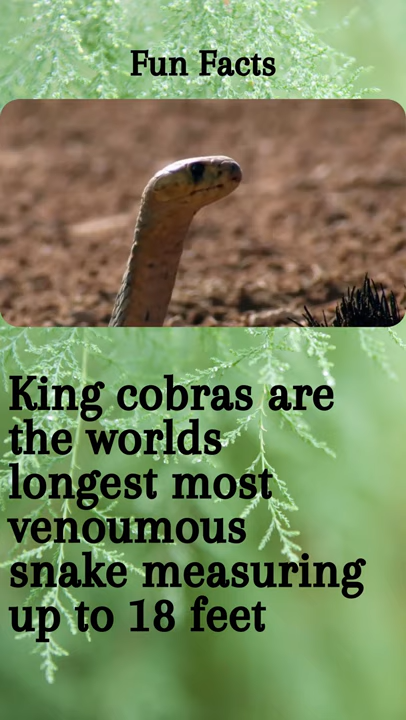 Fun Facts
King cobras are
the worlds
longest most
venoumous
snake measuring
up to 18 feet